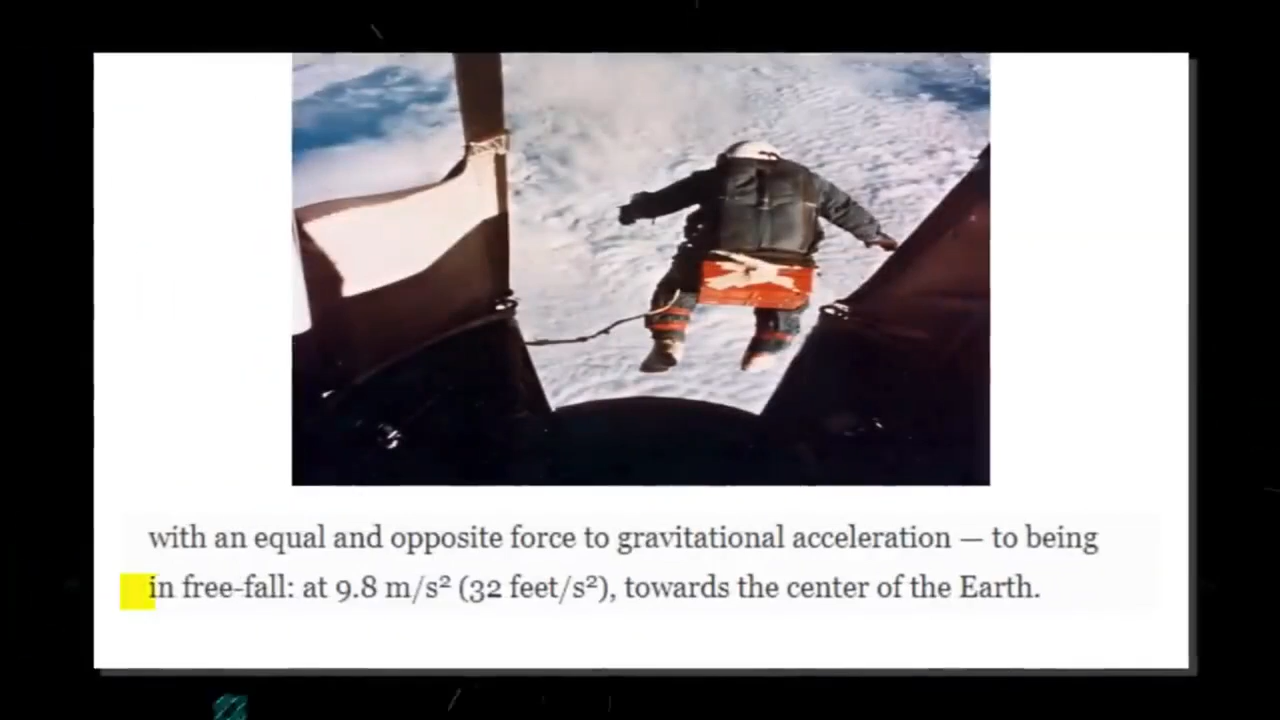 with an equal and opposite force to gravitational acceleration — to being
in free-fall: at 9.8 m/s² (32 feet/s²), towards the center of the Earth.